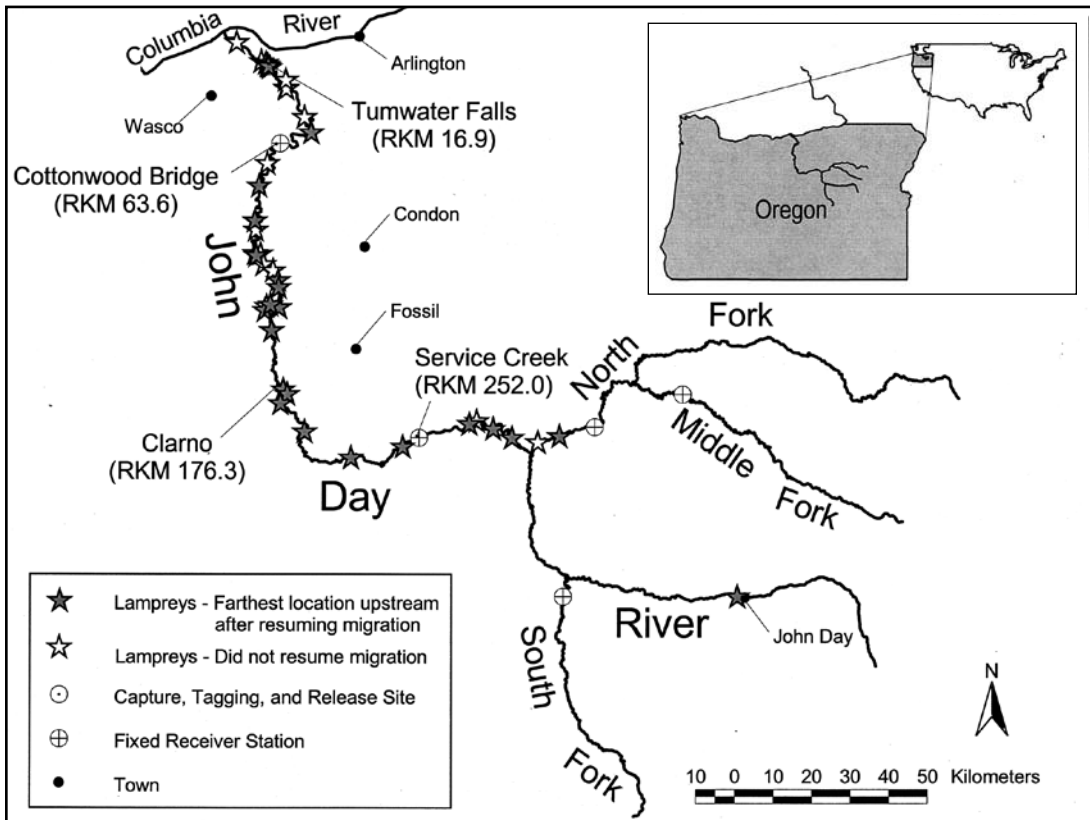 Columbia
River
Arlington
Wasco
Tumwater Falls
(RKM 16.9)
Cottonwood Bridge
(RKM 63.6)
Condon
John
Fossil
Oregon
Service Creek
(RKM 252.0)
North
Fork
Clarno
(RKM 176.3)
Middle
Fork
Day
River
John Day
South
Fork
Lampreys - Farthest location upstream
after resuming migration
Lampreys - Did not resume migration
Capture, Tagging, and Release Site
Fixed Receiver Station
Town
N
10 0 10 20 30 40 50 Kilometers